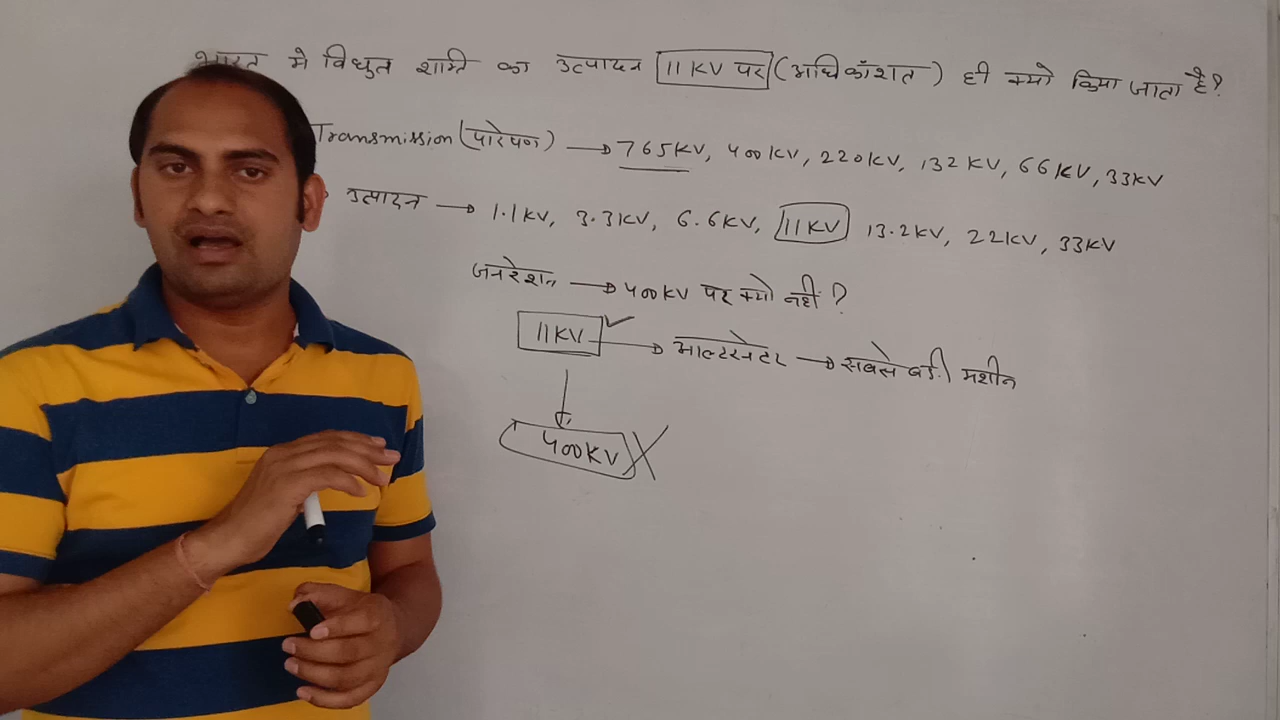 भारत मे विधुत शक्ति का उत्पादन 11 KV पर (अधिकाँशत) ही क्यो किया जाता है?
Transmission (पारेषण) → 765KV, 400KV, 220KV, 132KV, 66KV, 33KV
उत्पादन → 1.1KV, 3.3KV, 6.6KV, 11KV 13.2KV, 22KV, 33KV
जनरेशन → 400KV पर क्यो नहीं ?
11KV ✓ → आल्टरनेटर → सबसे बडी मशीन
400KV X